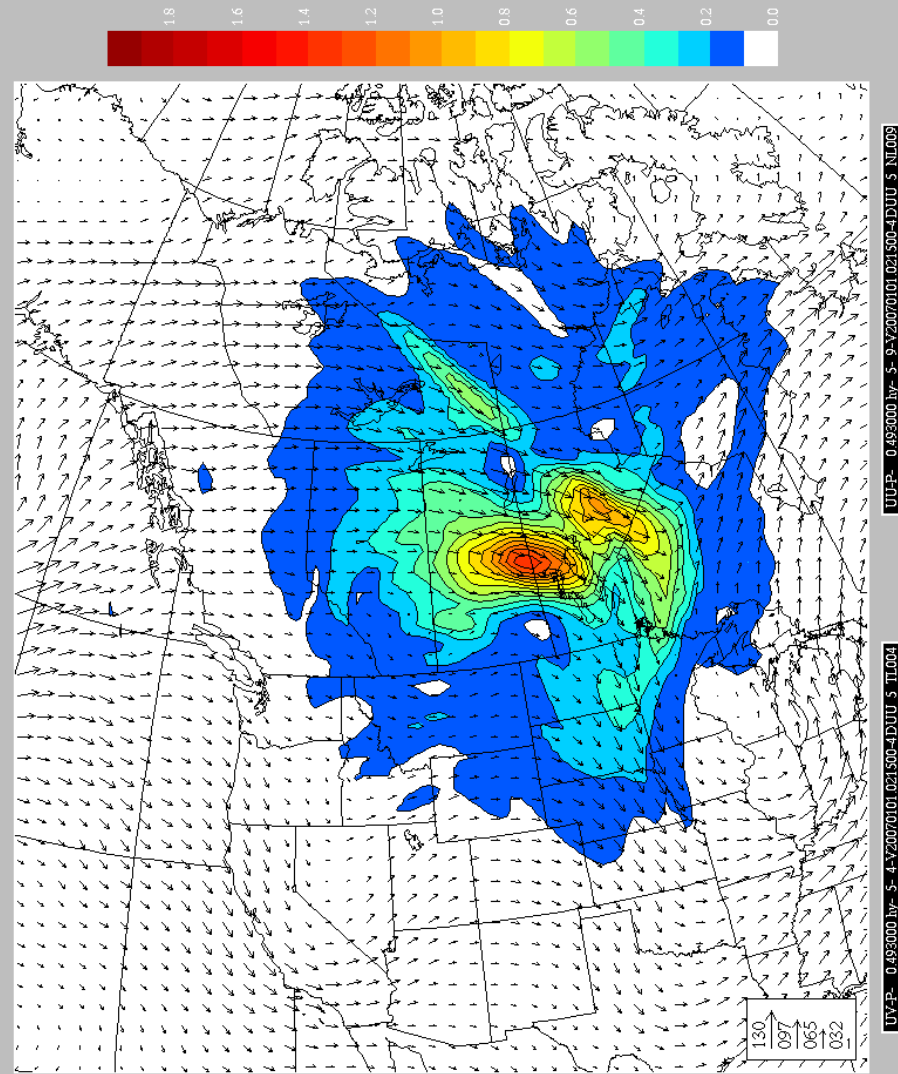 1.8 1.6 1.4 1.2 1.0 0.8 0.6 0.4 0.2 0.0
130
097
065
032
UV-P- 0.493000 hy- 5- 4-V20070101.021500-4DUU 5 TL004
UU-P- 0.493000 hy- 5- 9-V20070101.021500-4DUU 5 NL009